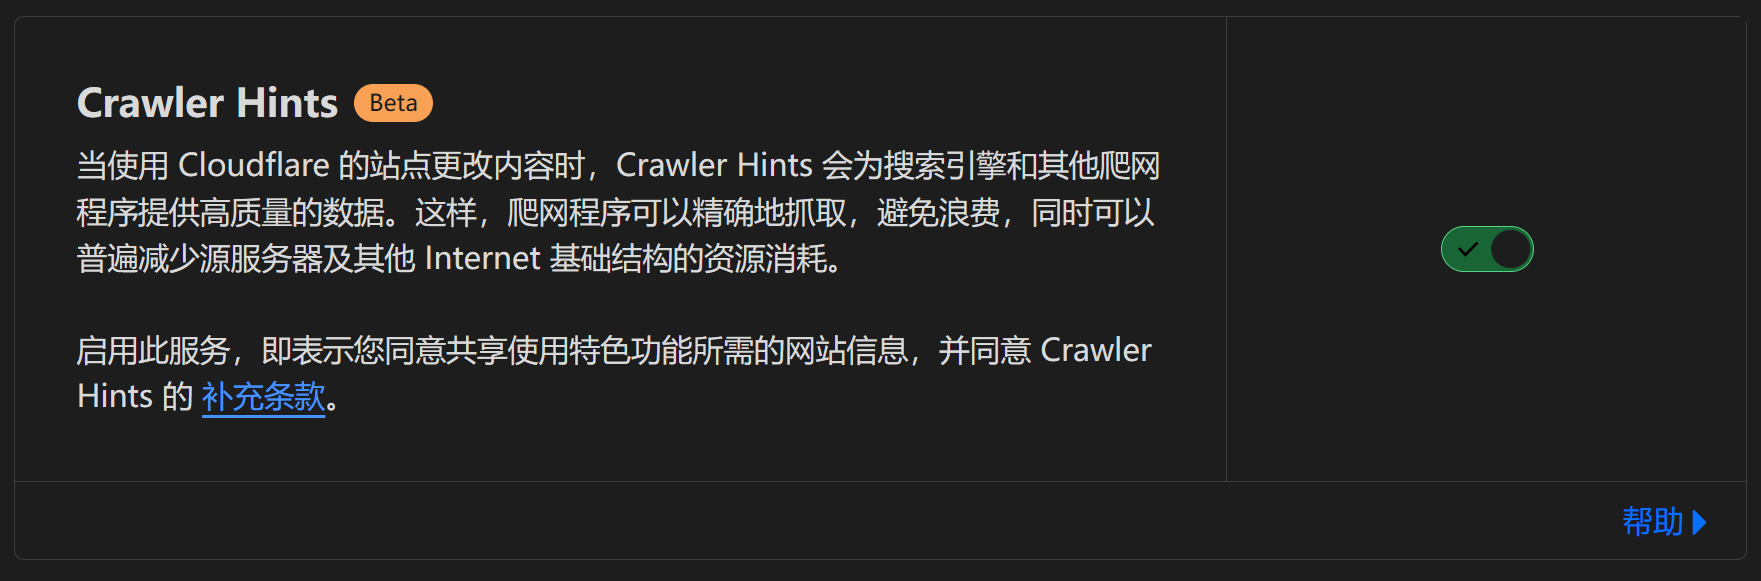 Crawler Hints Beta
当使用 Cloudflare 的站点更改内容时，Crawler Hints 会为搜索引擎和其他爬网
程序提供高质量的数据。这样，爬网程序可以精确地抓取，避免浪费，同时可以
普遍减少源服务器及其他 Internet 基础结构的资源消耗。
启用此服务，即表示您同意共享使用特色功能所需的网站信息，并同意 Crawler
Hints 的 补充条款。
帮助